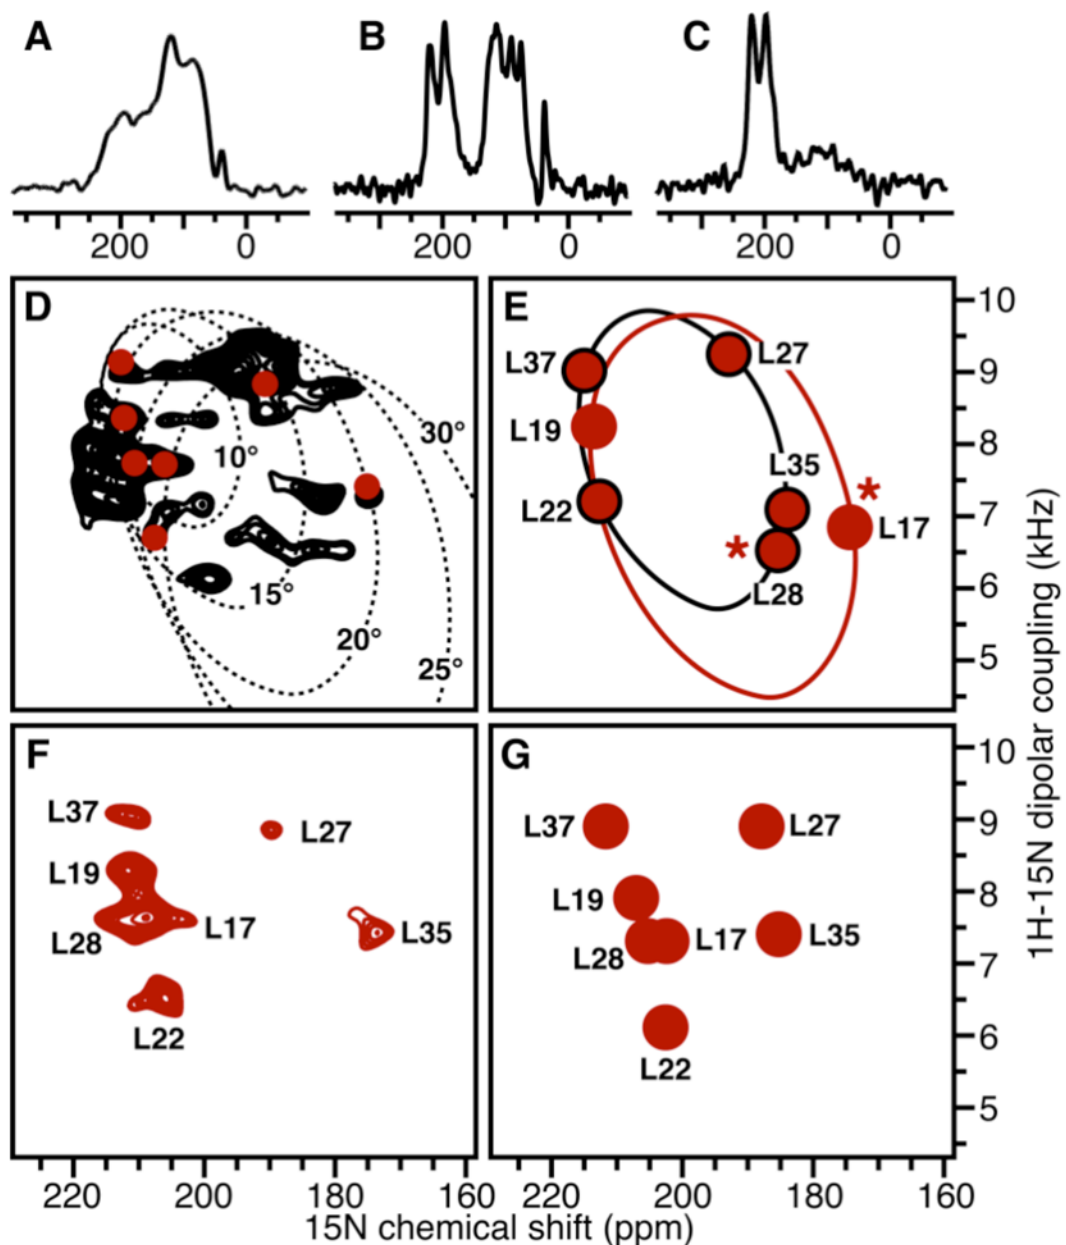 A
B
C
200
0
200
0
200
0
D
10°
15°
20°
25°
30°
E
L37
L27
L19
L35
L22
*
L17
*
L28
10
9
8
7
6
5
F
L37
L27
L19
L17
L28
L35
L22
G
L37
L27
L19
L17
L28
L35
L22
10
9
8
7
6
5
1H-15N dipolar coupling (kHz)
220
200
180
160
220
200
180
160
15N chemical shift (ppm)